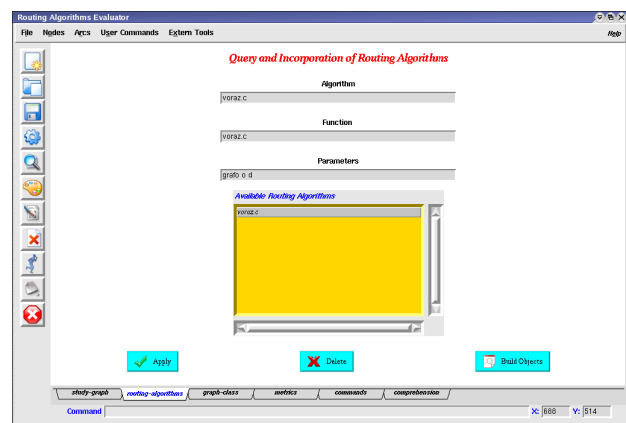 Routing Algorithms Evaluator
File Nodes Arcs User Commands Extern Tools Help
Query and Incorporation of Routing Algorithms
Algorithm
voraz.c
Function
voraz.c
Parameters
grafo o d
Available Routing Algorithms
voraz.c
Apply Delete Build Objects
study-graph routing-algorithms graph-class metrics commands comprehension
Command X: 688 Y: 514